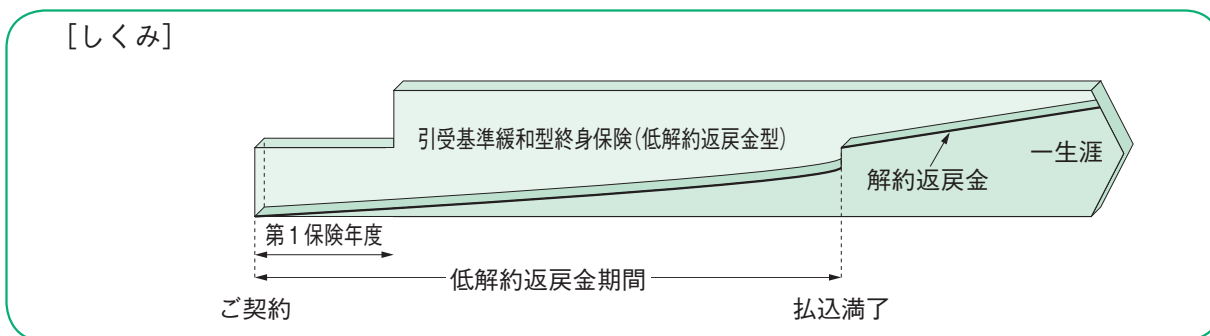 ［しくみ］
引受基準緩和型終身保険（低解約返戻金型）
一生涯
解約返戻金
第１保険年度
低解約返戻金期間
ご契約
払込満了